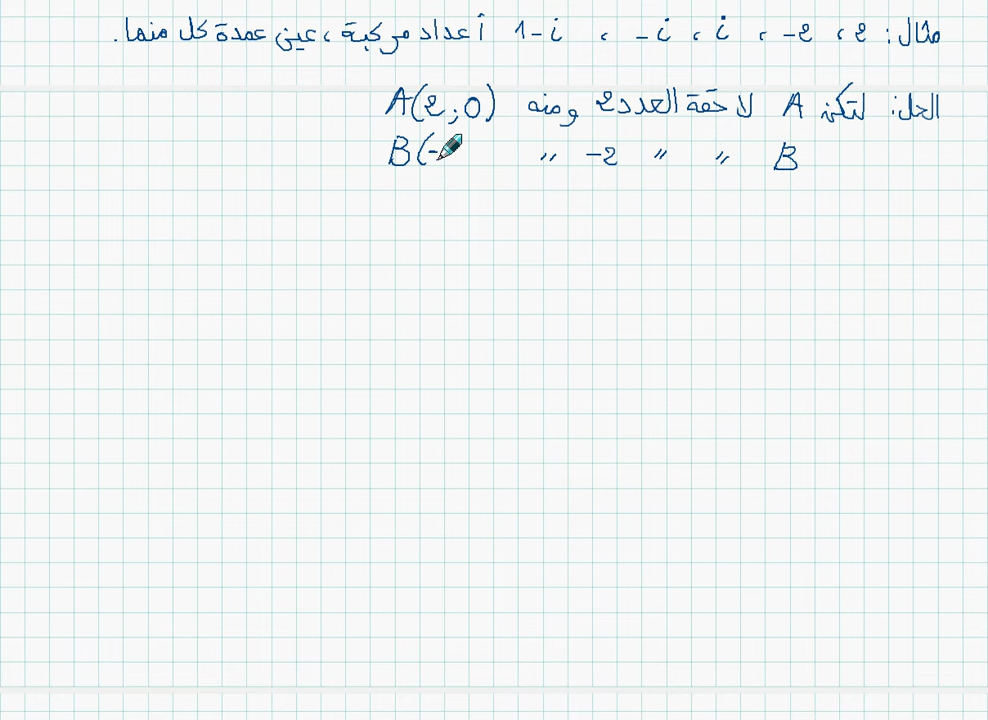 مثال: 2 ، -2 ، i ، -i ، 1-i أعداد مركبة، عين عمدة كل منها.
الحل: لتكن A لاحقة العدد 2 ومنه A(2;0)
B " " -2 " B(-